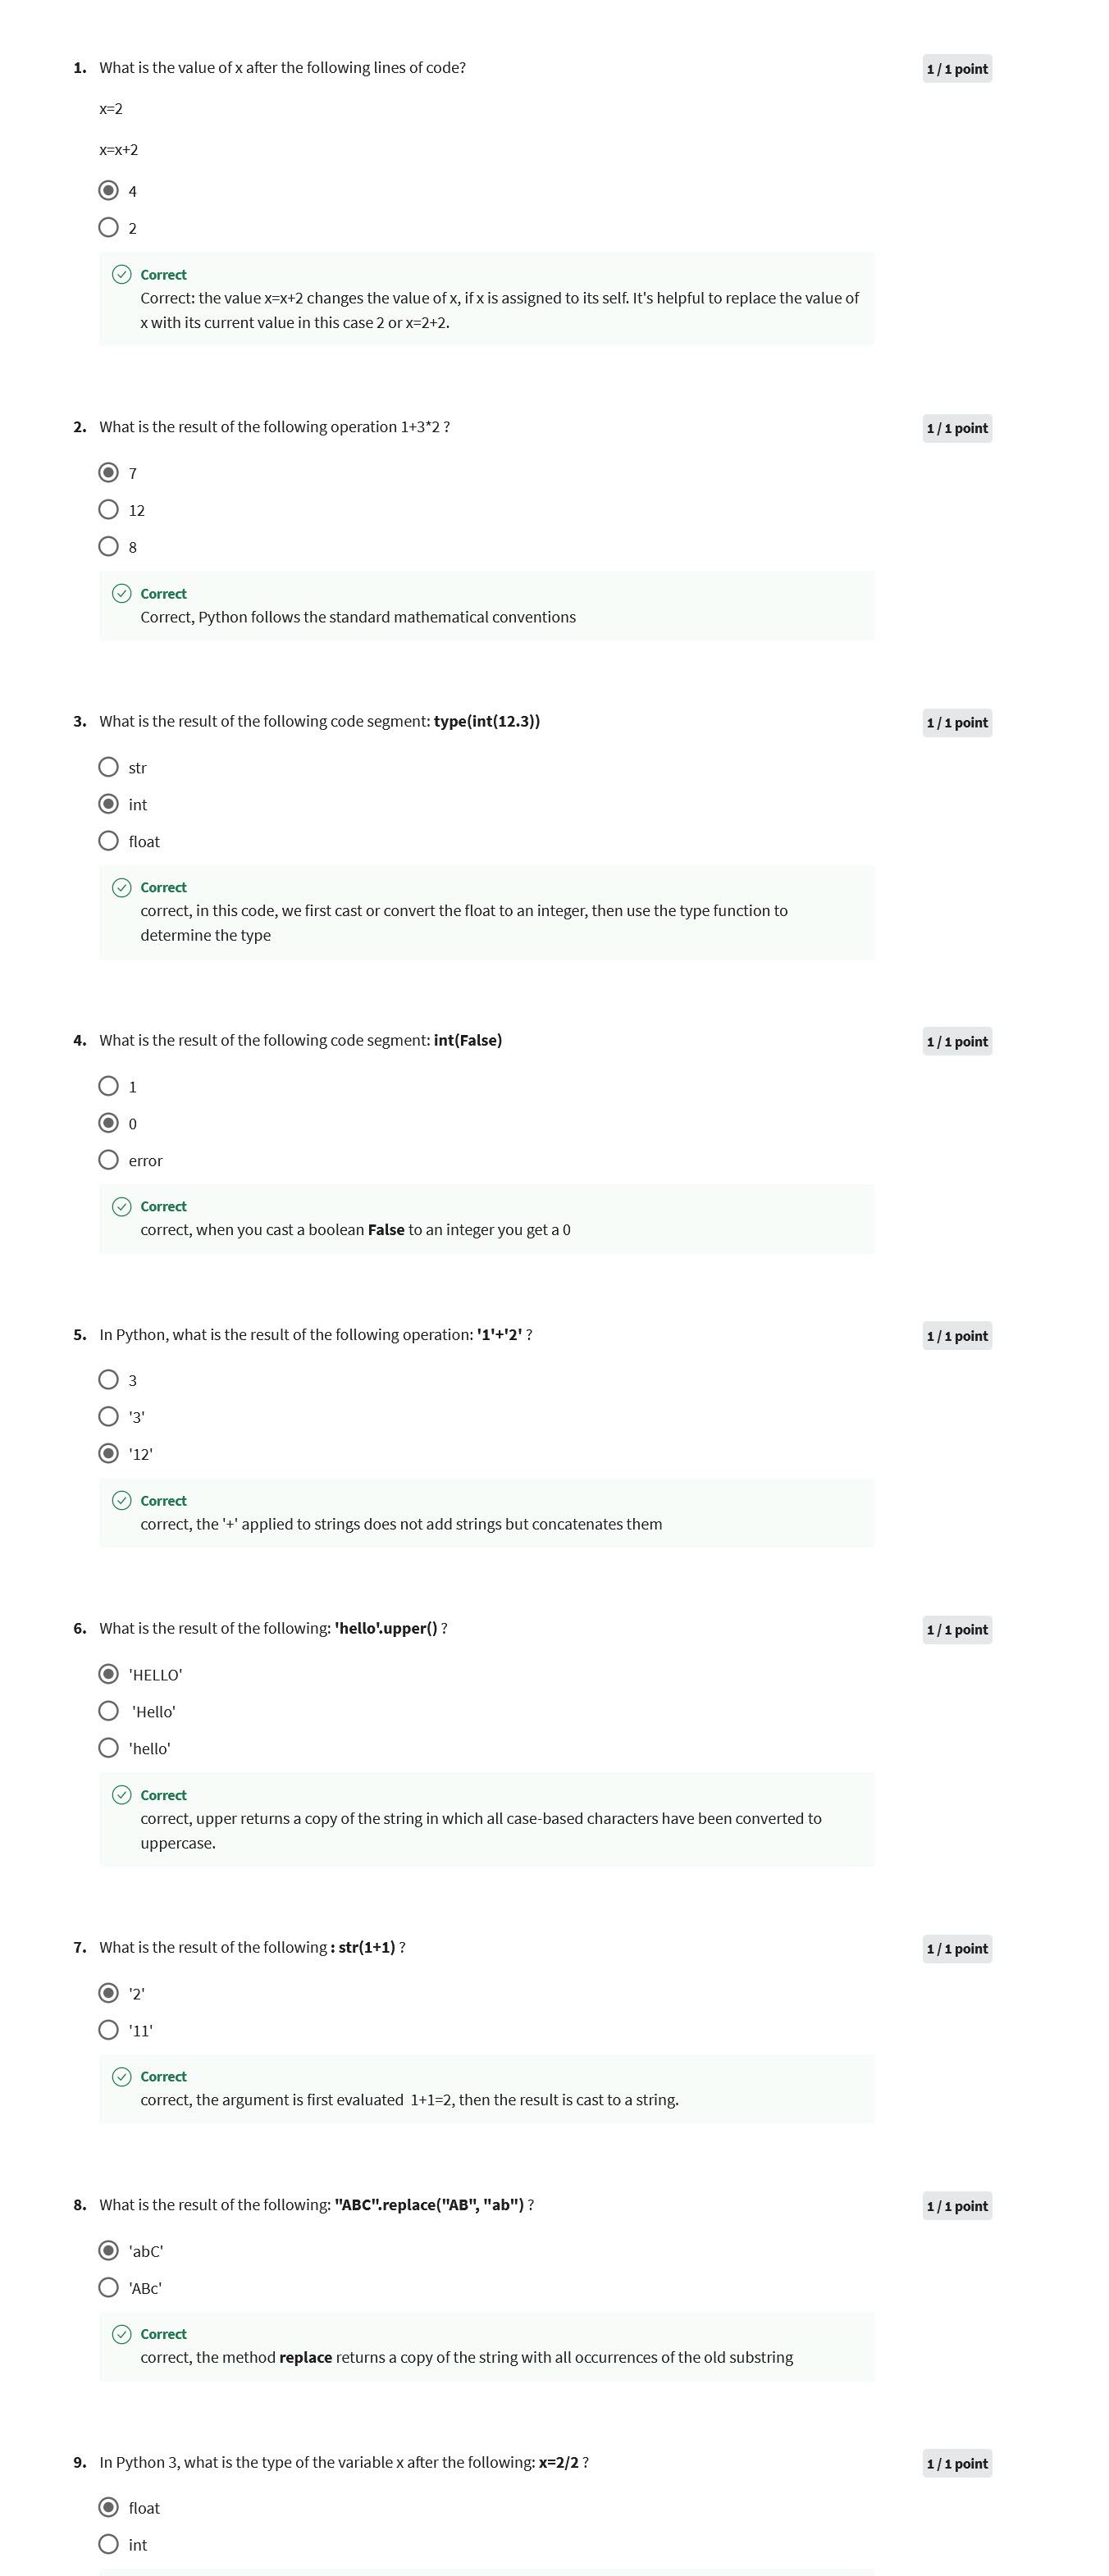 1. What is the value of x after the following lines of code? 1 / 1 point
x=2
x=x+2
4
2
Correct
Correct: the value x=x+2 changes the value of x, if x is assigned to its self. It's helpful to replace the value of
x with its current value in this case 2 or x=2+2.
2. What is the result of the following operation 1+3*2 ? 1 / 1 point
7
12
8
Correct
Correct, Python follows the standard mathematical conventions
3. What is the result of the following code segment: type(int(12.3)) 1 / 1 point
str
int
float
Correct
correct, in this code, we first cast or convert the float to an integer, then use the type function to
determine the type
4. What is the result of the following code segment: int(False) 1 / 1 point
1
0
error
Correct
correct, when you cast a boolean False to an integer you get a 0
5. In Python, what is the result of the following operation: '1'+'2' ? 1 / 1 point
3
'3'
'12'
Correct
correct, the '+' applied to strings does not add strings but concatenates them
6. What is the result of the following: 'hello'.upper() ? 1 / 1 point
'HELLO'
'Hello'
'hello'
Correct
correct, upper returns a copy of the string in which all case-based characters have been converted to
uppercase.
7. What is the result of the following : str(1+1) ? 1 / 1 point
'2'
'11'
Correct
correct, the argument is first evaluated  1+1=2, then the result is cast to a string.
8. What is the result of the following: "ABC".replace("AB", "ab") ? 1 / 1 point
'abC'
'ABc'
Correct
correct, the method replace returns a copy of the string with all occurrences of the old substring
9. In Python 3, what is the type of the variable x after the following: x=2/2 ? 1 / 1 point
float
int